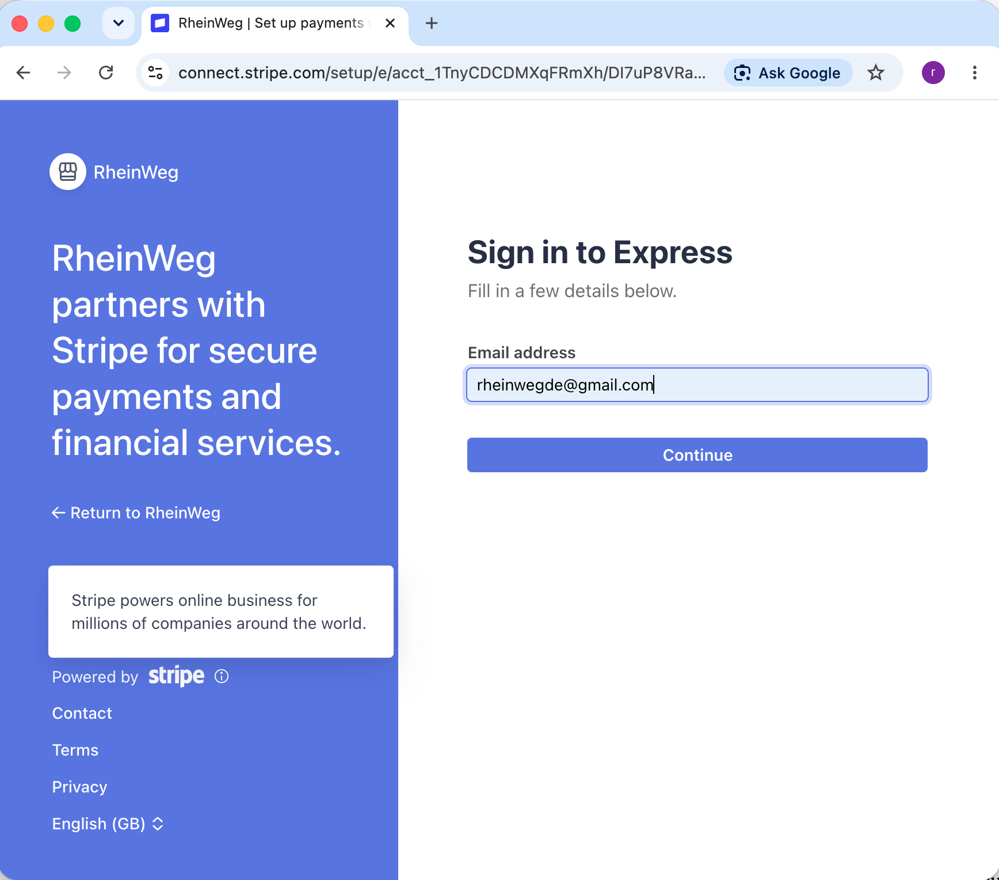 RheinWeg | Set up payments
connect.stripe.com/setup/e/acct_1TnyCDCDMXqFRmXh/DI7uP8VRa...
Ask Google
r
RheinWeg
RheinWeg
partners with
Stripe for secure
payments and
financial services.
← Return to RheinWeg
Stripe powers online business for
millions of companies around the world.
Powered by stripe
Contact
Terms
Privacy
English (GB)
Sign in to Express
Fill in a few details below.
Email address
rheinwegde@gmail.com
Continue